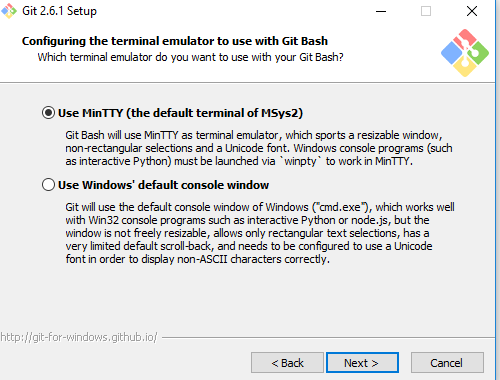 Git 2.6.1 Setup
Configuring the terminal emulator to use with Git Bash
Which terminal emulator do you want to use with your Git Bash?
Use MinTTY (the default terminal of MSys2)
Git Bash will use MinTTY as terminal emulator, which sports a resizable window,
non-rectangular selections and a Unicode font. Windows console programs (such
as interactive Python) must be launched via `winpty` to work in MinTTY.
Use Windows' default console window
Git will use the default console window of Windows ("cmd.exe"), which works well
with Win32 console programs such as interactive Python or node.js, but the
window is not freely resizable, allows only rectangular text selections, has a
very limited default scroll-back, and needs to be configured to use a Unicode
font in order to display non-ASCII characters correctly.
http://git-for-windows.github.io/
< Back
Next >
Cancel